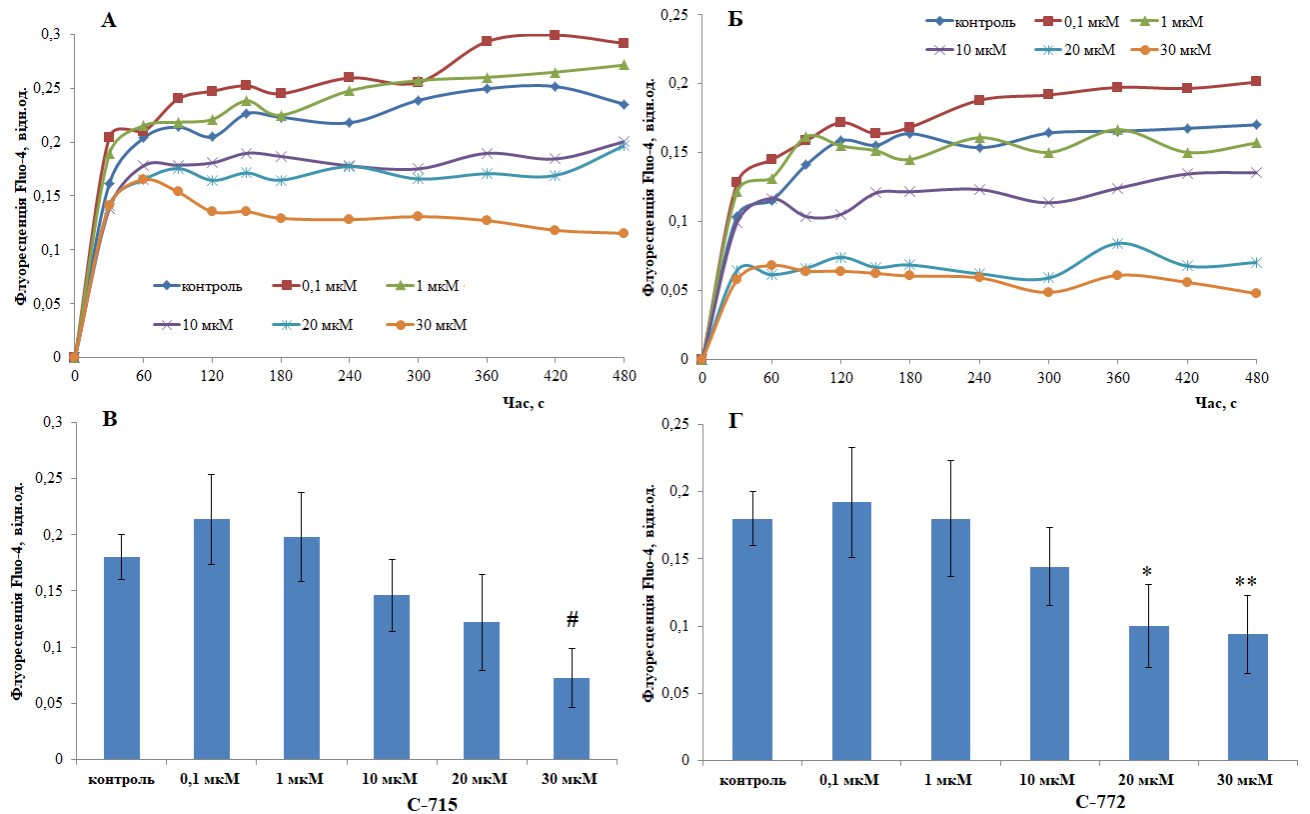 А
Флуоресценція Fluo-4, відн.од.
0,3
0,25
0,2
0,15
0,1
0,05
0
контроль
0,1 мкМ
1 мкМ
10 мкМ
20 мкМ
30 мкМ
0 60 120 180 240 300 360 420 480
Час, с
Б
Флуоресценція Fluo-4, відн.од.
0,25
0,2
0,15
0,1
0,05
0
контроль
0,1 мкМ
1 мкМ
10 мкМ
20 мкМ
30 мкМ
0 60 120 180 240 300 360 420 480
Час, с
В
Флуоресценція Fluo-4, відн.од.
0,3
0,25
0,2
0,15
0,1
0,05
0
#
контроль 0,1 мкМ 1 мкМ 10 мкМ 20 мкМ 30 мкМ
С-715
Г
Флуоресценція Fluo-4, відн.од.
0,25
0,2
0,15
0,1
0,05
0
*
**
контроль 0,1 мкМ 1 мкМ 10 мкМ 20 мкМ 30 мкМ
С-772